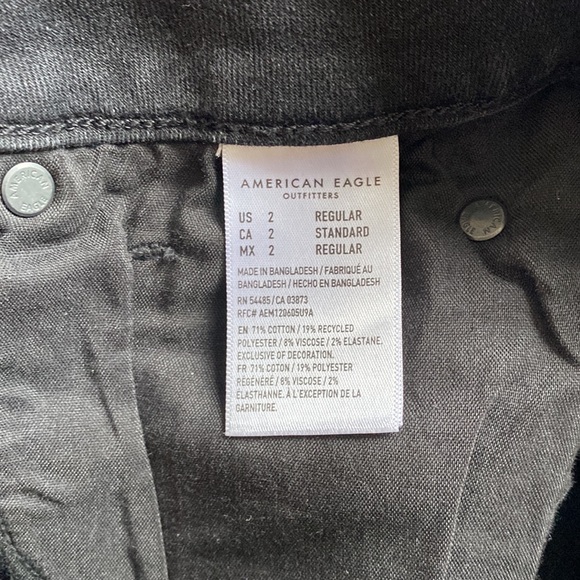 AMERICAN EAGLE
OUTFITTERS
US 2 REGULAR
CA 2 STANDARD
MX 2 REGULAR
MADE IN BANGLADESH / FABRIQUÉ AU
BANGLADESH / HECHO EN BANGLADESH
RN 54485 / CA 03873
RFC# AEM120605U9A
EN 71% COTTON / 19% RECYCLED
POLYESTER / 8% VISCOSE / 2% ELASTANE.
EXCLUSIVE OF DECORATION.
FR 71% COTON / 19% POLYESTER
RÉGÉNÉRÉ / 8% VISCOSE / 2%
ÉLASTHANNE. À L'EXCEPTION DE LA
GARNITURE.
AMERICAN
EAGLE
AMERICAN